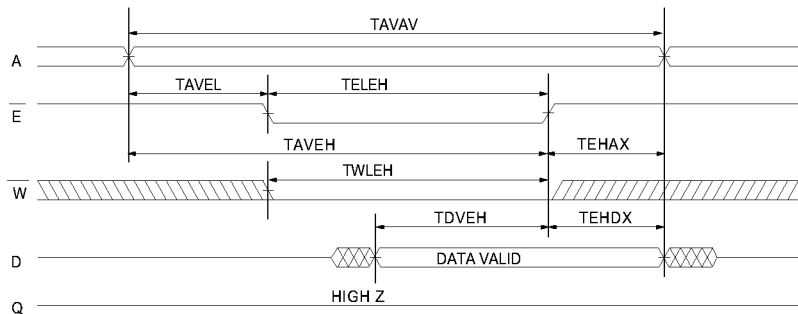 TAVAV
A
TAVEL TELEH
E
TAVEH TEHAX
TWLEH
W
TDVEH TEHDX
D DATA VALID
HIGH Z
Q